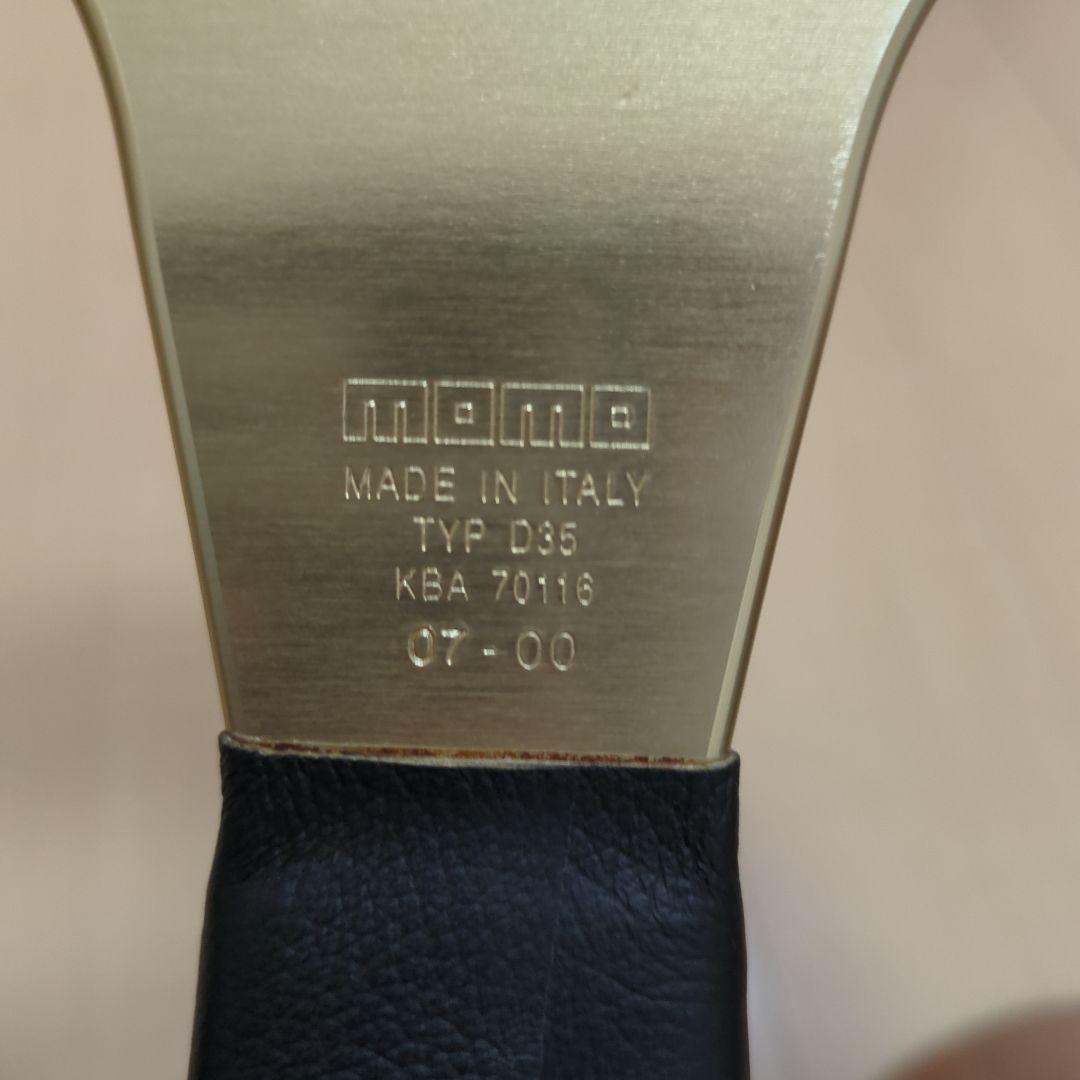 momo
MADE IN ITALY
TYP D35
KBA 70116
07-00